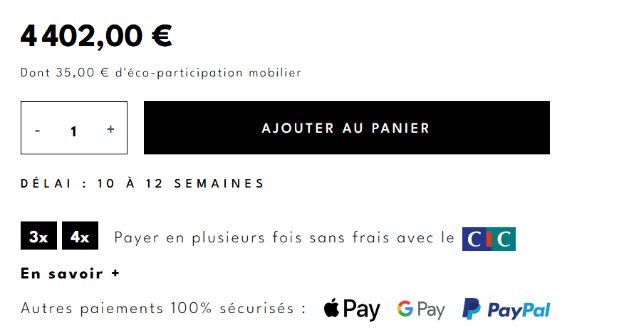 4 402,00 €
Dont 35,00 € d'éco-participation mobilier
- 1 +
AJOUTER AU PANIER
DÉLAI : 10 À 12 SEMAINES
3x 4x Payer en plusieurs fois sans frais avec le CIC
En savoir +
Autres paiements 100% sécurisés : Pay G Pay PayPal